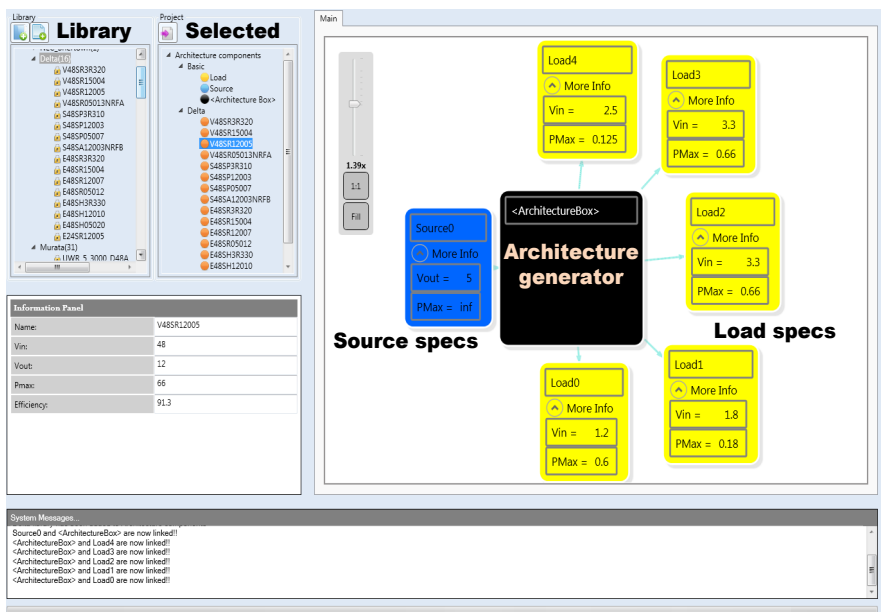 Library
Library
Delta(16)
V48SR3R320
V48SR15004
V48SR12005
V48SR05013NRFA
S48SP3R310
S48SP12003
S48SP05007
S48SA12003NRFB
E48SR3R320
E48SR15004
E48SR12007
E48SR05012
E48SH3R330
E48SH12010
E48SH05020
E24SR12005
Murata(31)
UWR_5_3000_D48A
Project
Selected
Architecture components
Basic
Load
Source
<Architecture Box>
Delta
V48SR3R320
V48SR15004
V48SR12005
V48SR05013NRFA
S48SP3R310
S48SP12003
S48SP05007
S48SA12003NRFB
E48SR3R320
E48SR15004
E48SR12007
E48SR05012
E48SH3R330
E48SH12010
Information Panel
Name: V48SR12005
Vin: 48
Vout: 12
Pmax: 66
Efficiency: 91.3
Main
1.39x
1:1
Fill
Load4
More Info
Vin = 2.5
PMax = 0.125
Load3
More Info
Vin = 3.3
PMax = 0.66
Source0
More Info
Vout = 5
PMax = inf
Source specs
<ArchitectureBox>
Architecture
generator
Load2
More Info
Vin = 3.3
PMax = 0.66
Load specs
Load0
More Info
Vin = 1.2
PMax = 0.6
Load1
More Info
Vin = 1.8
PMax = 0.18
System Messages...
Source0 and <ArchitectureBox> are now linked!!
<ArchitectureBox> and Load4 are now linked!!
<ArchitectureBox> and Load3 are now linked!!
<ArchitectureBox> and Load2 are now linked!!
<ArchitectureBox> and Load1 are now linked!!
<ArchitectureBox> and Load0 are now linked!!